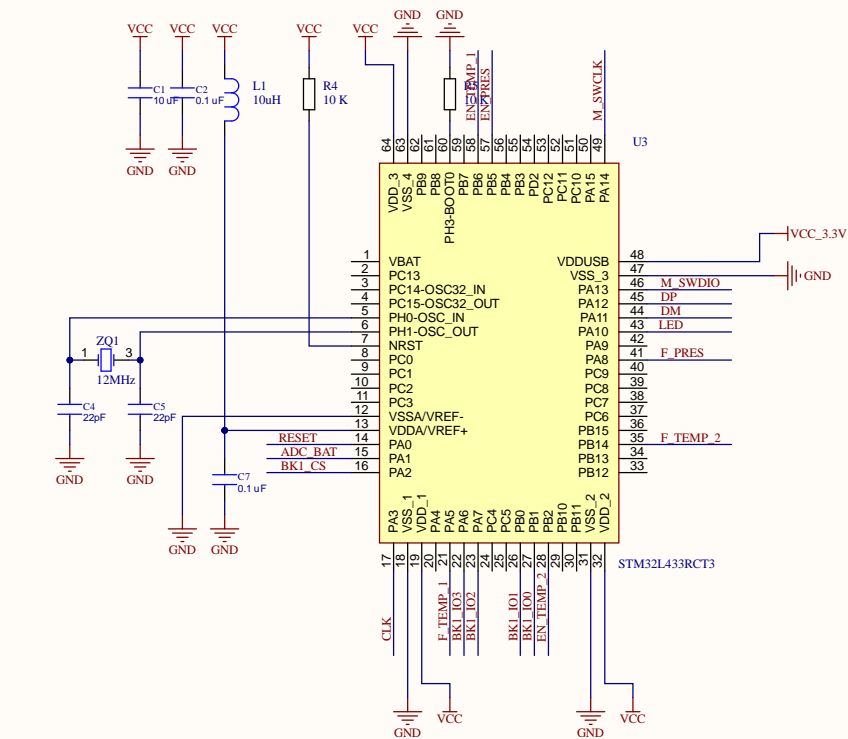 GND GND
VCC VCC VCC VCC VCC
C1 10 uF
C2 0.1 uF
L1 10uH
R4 10 K
10 K
EN_TEMP_1
EN_PRES
M_SWCLK
GND GND
U3
64 63 62 61 60 59 58 57 56 55 54 53 52 51 50 49
VDD_3 VSS_4 PB9 PB8 PH3-BOOT0 PB7 PB6 PB5 PB4 PB3 PD2 PC12 PC11 PC10 PA15 PA14
VCC_3.3V
1 VBAT VDDUSB 48
2 PC13 VSS_3 47 GND
3 PC14-OSC32_IN PA13 46 M_SWDIO
4 PC15-OSC32_OUT PA12 45 DP
5 PH0-OSC_IN PA11 44 DM
6 PH1-OSC_OUT PA10 43 LED
7 NRST PA9 42
8 PC0 PA8 41 F_PRES
9 PC1 PC9 40
10 PC2 PC8 39
11 PC3 PC7 38
12 VSSA/VREF- PC6 37
13 VDDA/VREF+ PB15 36
RESET 14 PA0 PB14 35 F_TEMP_2
ADC_BAT 15 PA1 PB13 34
BK1_CS 16 PA2 PB12 33
ZQ1
1 3
12MHz
C4 22pF
C5 22pF
GND GND
C7 0.1 uF
GND GND
PA3 VSS_1 VDD_1 PA4 PA5 PA6 PA7 PC4 PC5 PB0 PB1 PB2 PB10 PB11 VSS_2 VDD_2
17 18 19 20 21 22 23 24 25 26 27 28 29 30 31 32
STM32L433RCT3
CLK
F_TEMP_1
BK1_IO3
BK1_IO2
BK1_IO1
BK1_IO0
EN_TEMP_2
GND VCC GND VCC